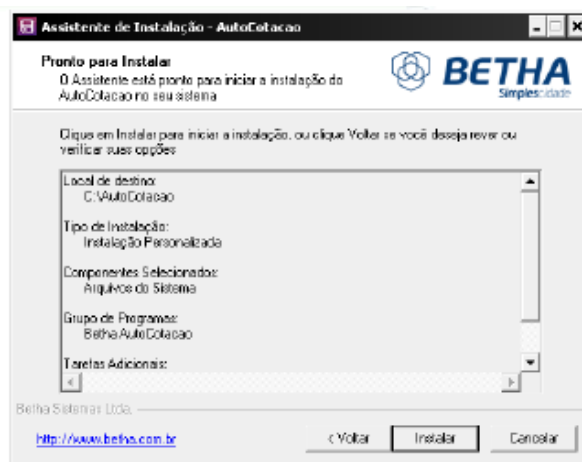 Assistente de Instalação - AutoCotacao
Pronto para Instalar
O Assistente está pronto para iniciar a instalação do
AutoCotacao no seu sistema
BETHA
Simplescidade
Clique em Instalar para iniciar a instalação, ou clique Voltar se você deseja rever ou
verificar suas opções
Local de destino:
C:\AutoCotacao
Tipo de Instalação:
Instalação Personalizada
Componentes Selecionados:
Arquivos do Sistema
Grupo de Programas:
Betha AutoCotacao
Tarefas Adicionais:
Betha Sistemas Ltda.
http://www.betha.com.br
< Voltar
Instalar
Cancelar